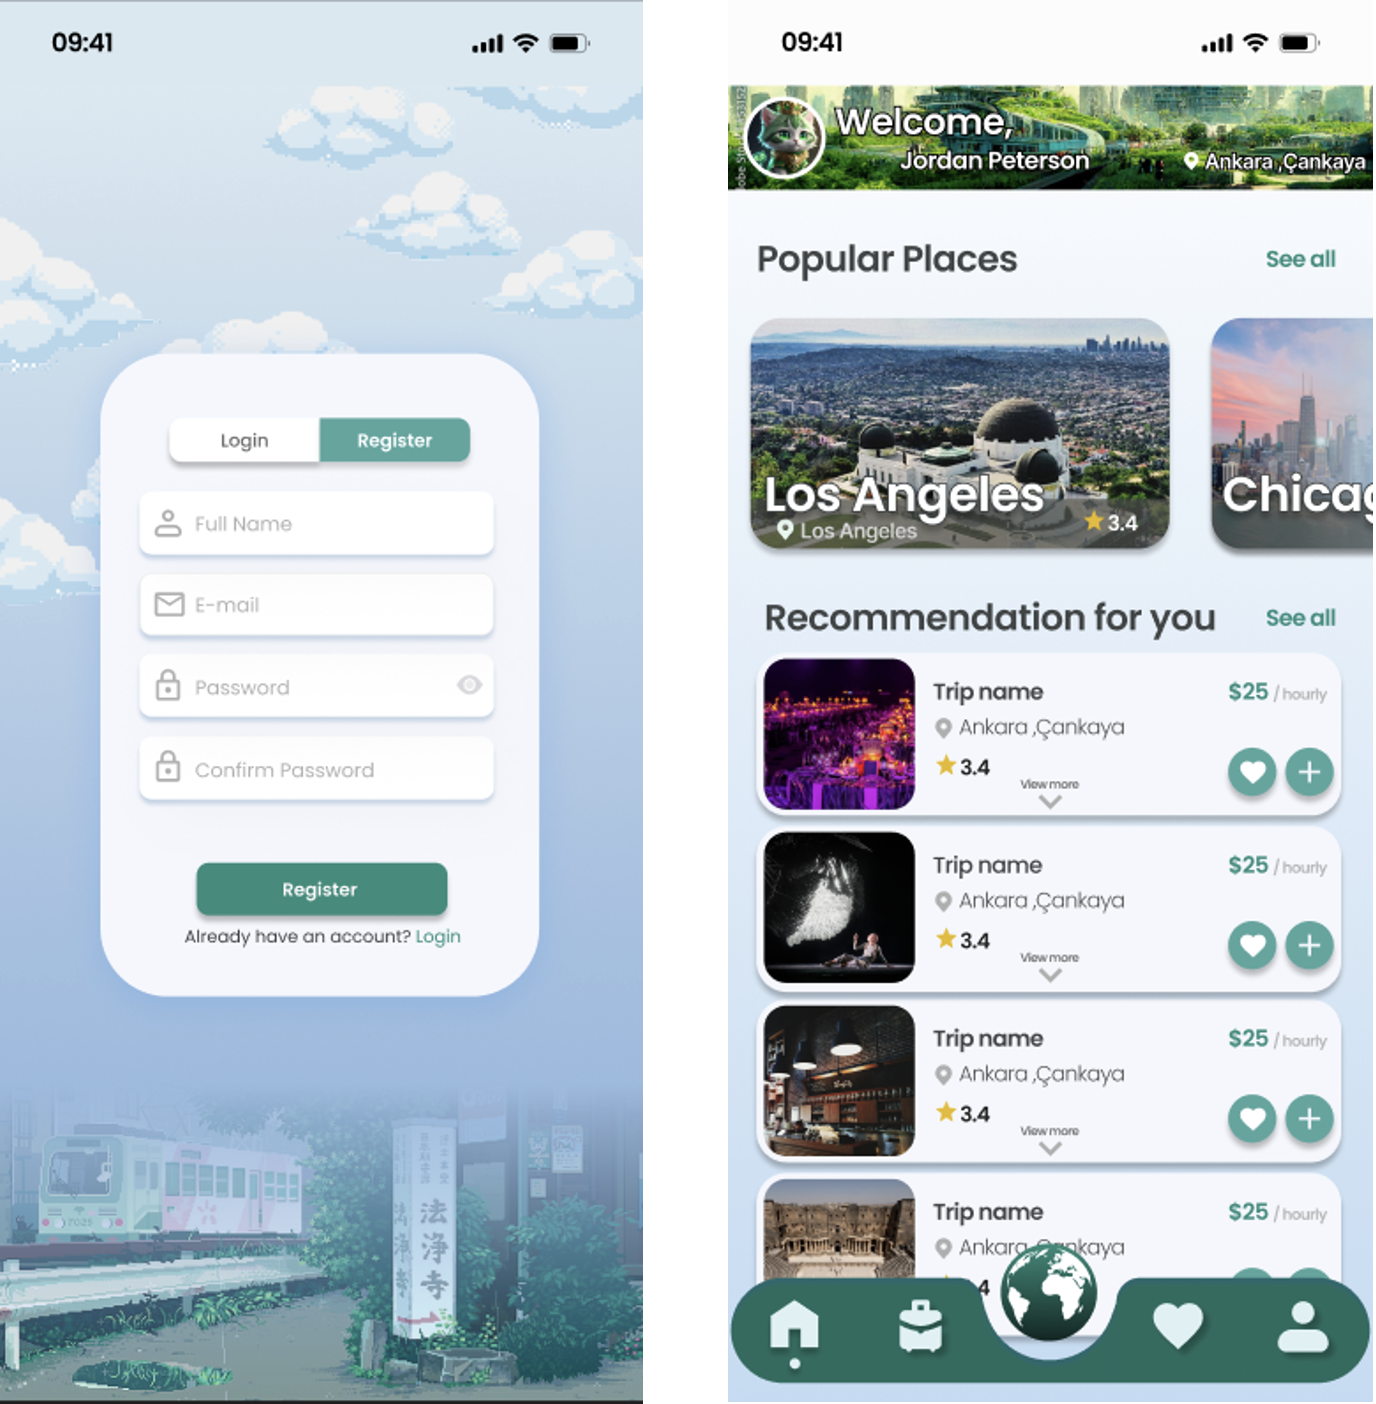 09:41
Login
Register
Full Name
E-mail
Password
Confirm Password
Register
Already have an account? Login
7025
法浄寺
09:41
Welcome,
Jordan Peterson
Ankara ,Çankaya
Popular Places
See all
Los Angeles
Los Angeles
3.4
Chicag
Recommendation for you
See all
Trip name
$25 / hourly
Ankara ,Çankaya
3.4
View more
Trip name
$25 / hourly
Ankara ,Çankaya
3.4
View more
Trip name
$25 / hourly
Ankara ,Çankaya
3.4
View more
Trip name
$25 / hourly
Ankara ,Çankaya
4